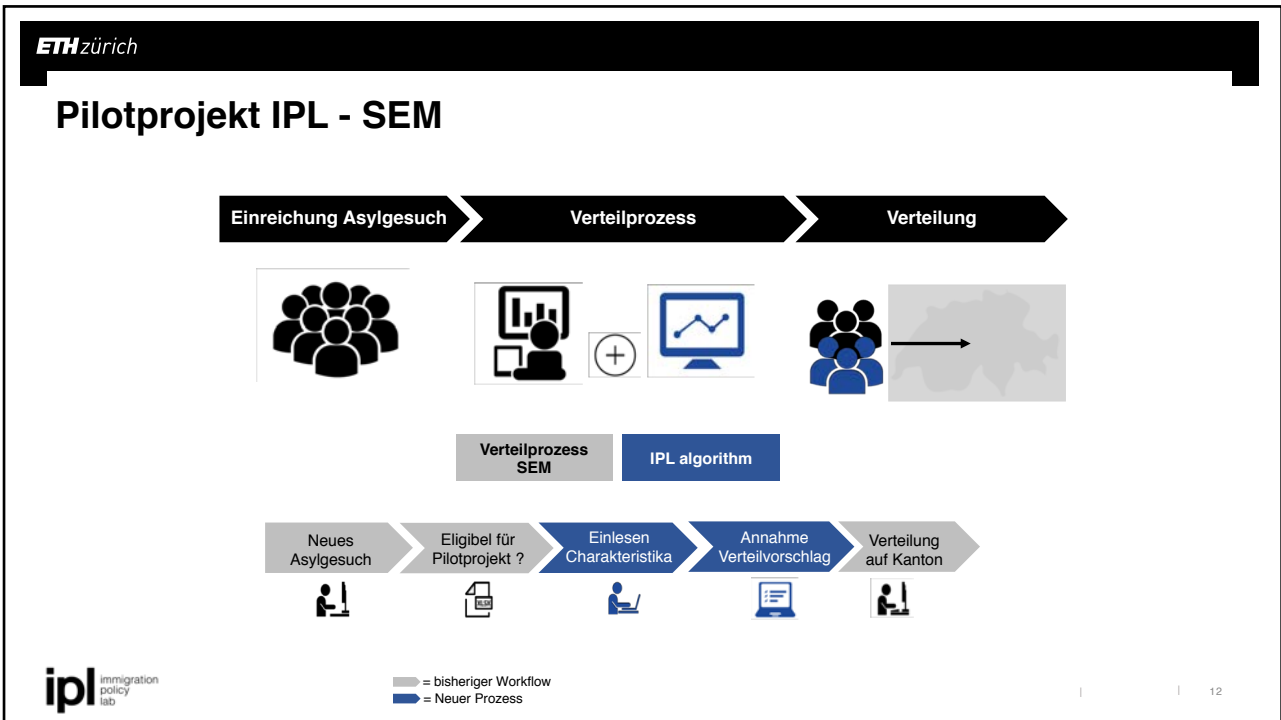 ETH zürich
Pilotprojekt IPL - SEM
Einreichung Asylgesuch
Verteilprozess
Verteilung
Verteilprozess
SEM
IPL algorithm
Neues
Asylgesuch
Eligibel für
Pilotprojekt ?
Einlesen
Charakteristika
Annahme
Verteilvorschlag
Verteilung
auf Kanton
XLSX
ipl immigration
policy
lab
= bisheriger Workflow
= Neuer Prozess
12